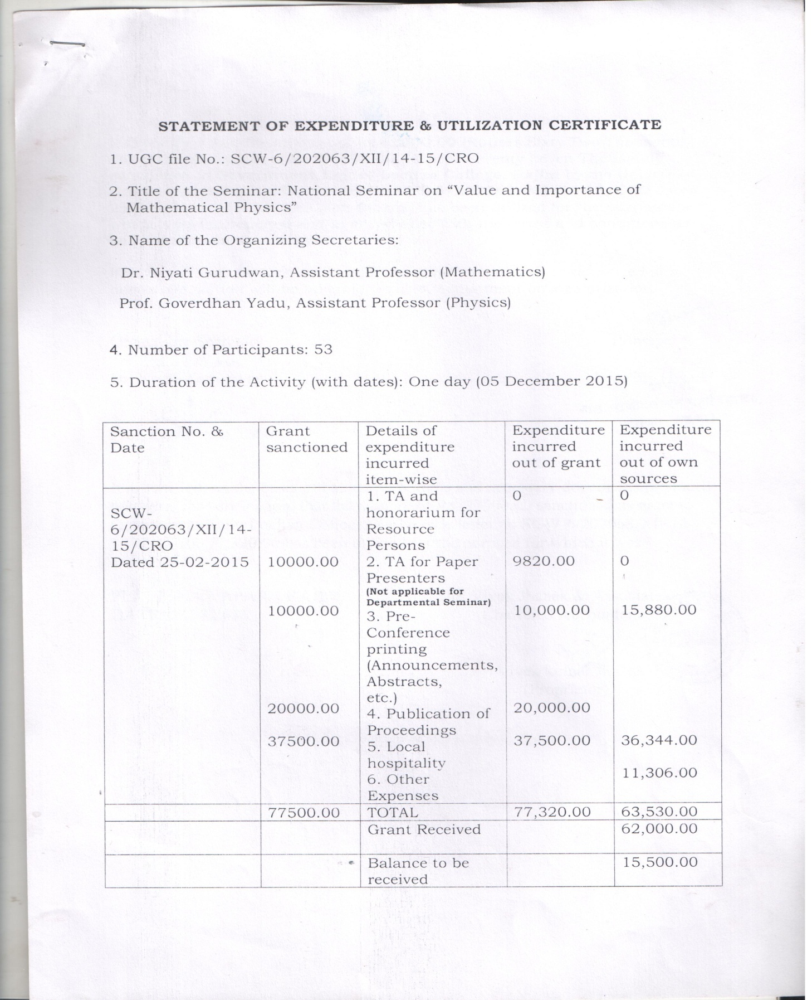 STATEMENT OF EXPENDITURE & UTILIZATION CERTIFICATE
1. UGC file No.: SCW-6/202063/XII/14-15/CRO
2. Title of the Seminar: National Seminar on “Value and Importance of
Mathematical Physics”
3. Name of the Organizing Secretaries:
Dr. Niyati Gurudwan, Assistant Professor (Mathematics)
Prof. Goverdhan Yadu, Assistant Professor (Physics)
4. Number of Participants: 53
5. Duration of the Activity (with dates): One day (05 December 2015)
Sanction No. &
Date
Grant
sanctioned
Details of
expenditure
incurred
item-wise
Expenditure
incurred
out of grant
Expenditure
incurred
out of own
sources
SCW-
6/202063/XII/14-
15/CRO
Dated 25-02-2015
10000.00
10000.00
20000.00
37500.00
1. TA and
honorarium for
Resource
Persons
2. TA for Paper
Presenters
(Not applicable for
Departmental Seminar)
3. Pre-
Conference
printing
(Announcements,
Abstracts,
etc.)
4. Publication of
Proceedings
5. Local
hospitality
6. Other
Expenses
0
9820.00
10,000.00
20,000.00
37,500.00
0
0
15,880.00
36,344.00
11,306.00
77500.00 TOTAL 77,320.00 63,530.00
Grant Received 62,000.00
Balance to be 15,500.00
received